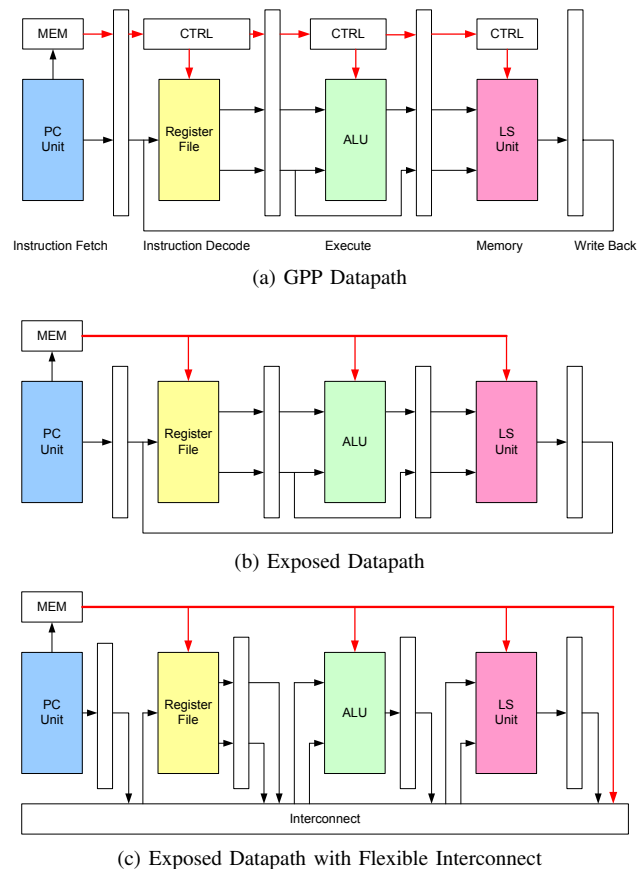 MEM CTRL CTRL CTRL
PC
Unit
Register
File
ALU
LS
Unit
Instruction Fetch Instruction Decode Execute Memory Write Back
(a) GPP Datapath
MEM
PC
Unit
Register
File
ALU
LS
Unit
(b) Exposed Datapath
MEM
PC
Unit
Register
File
ALU
LS
Unit
Interconnect
(c) Exposed Datapath with Flexible Interconnect